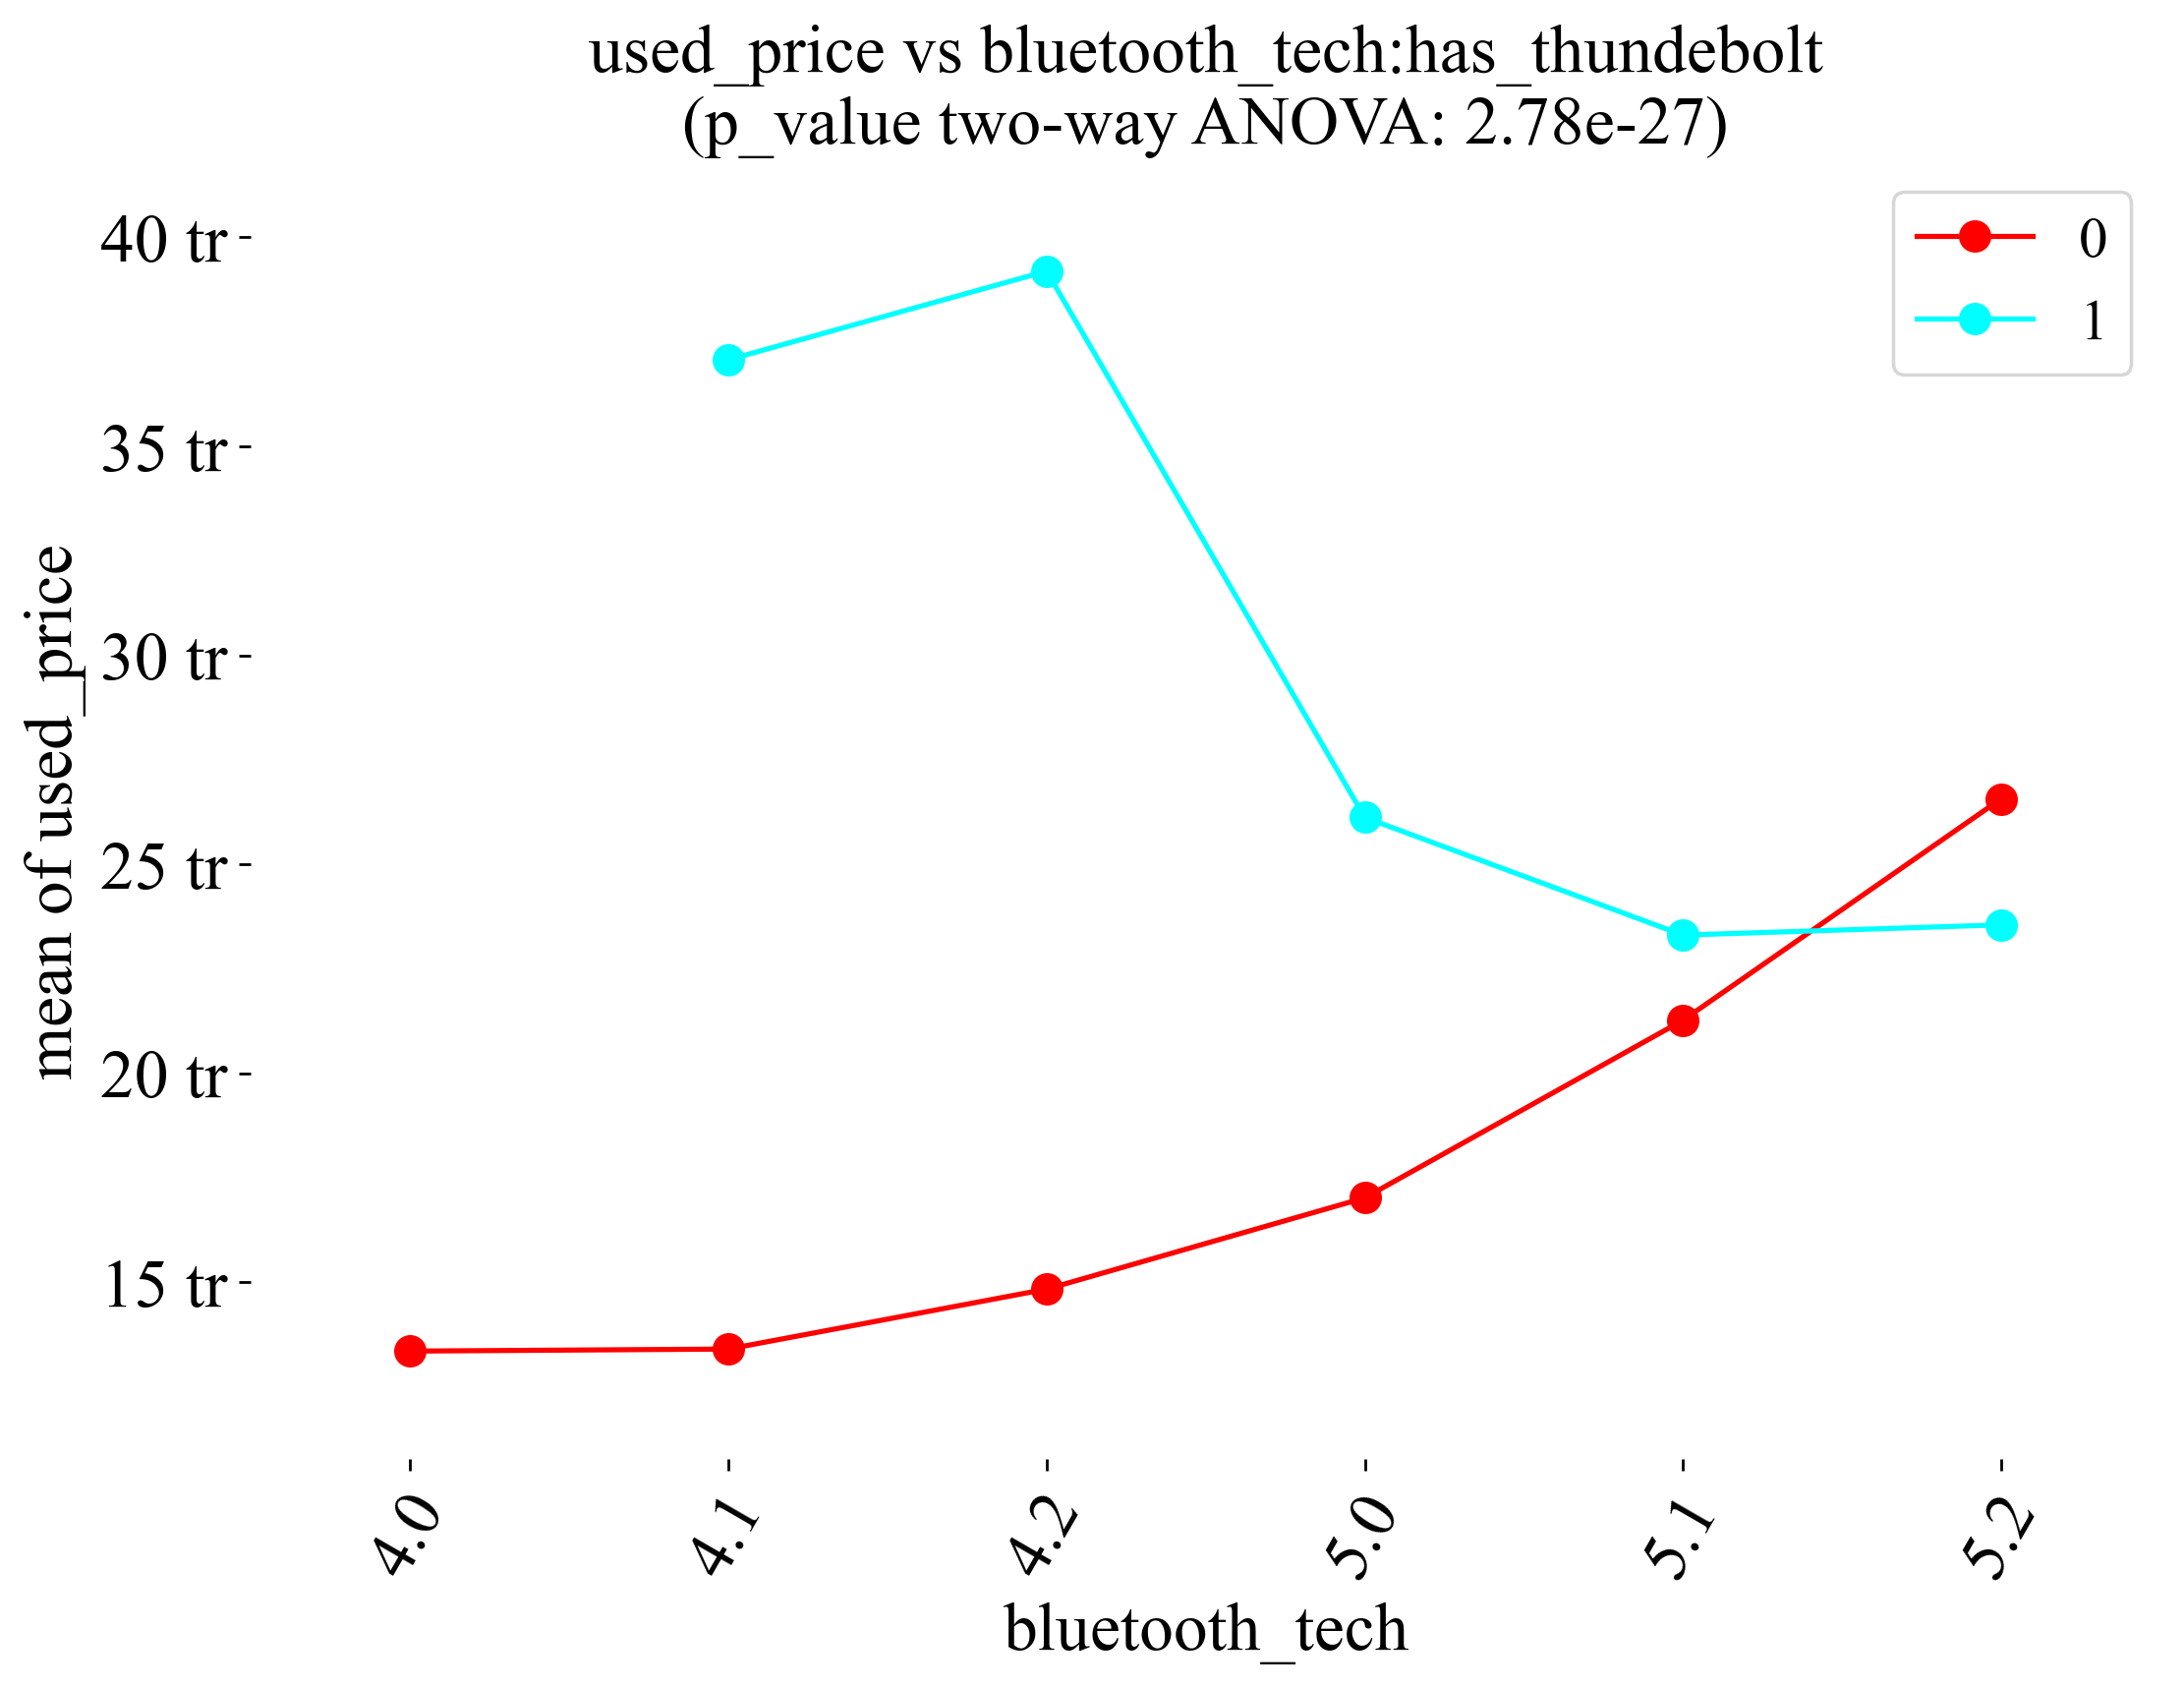 used_price vs bluetooth_tech:has_thundebolt
(p_value two-way ANOVA: 2.78e-27)
0
1
mean of used_price
40 tr
35 tr
30 tr
25 tr
20 tr
15 tr
4.0
4.1
4.2
5.0
5.1
5.2
bluetooth_tech